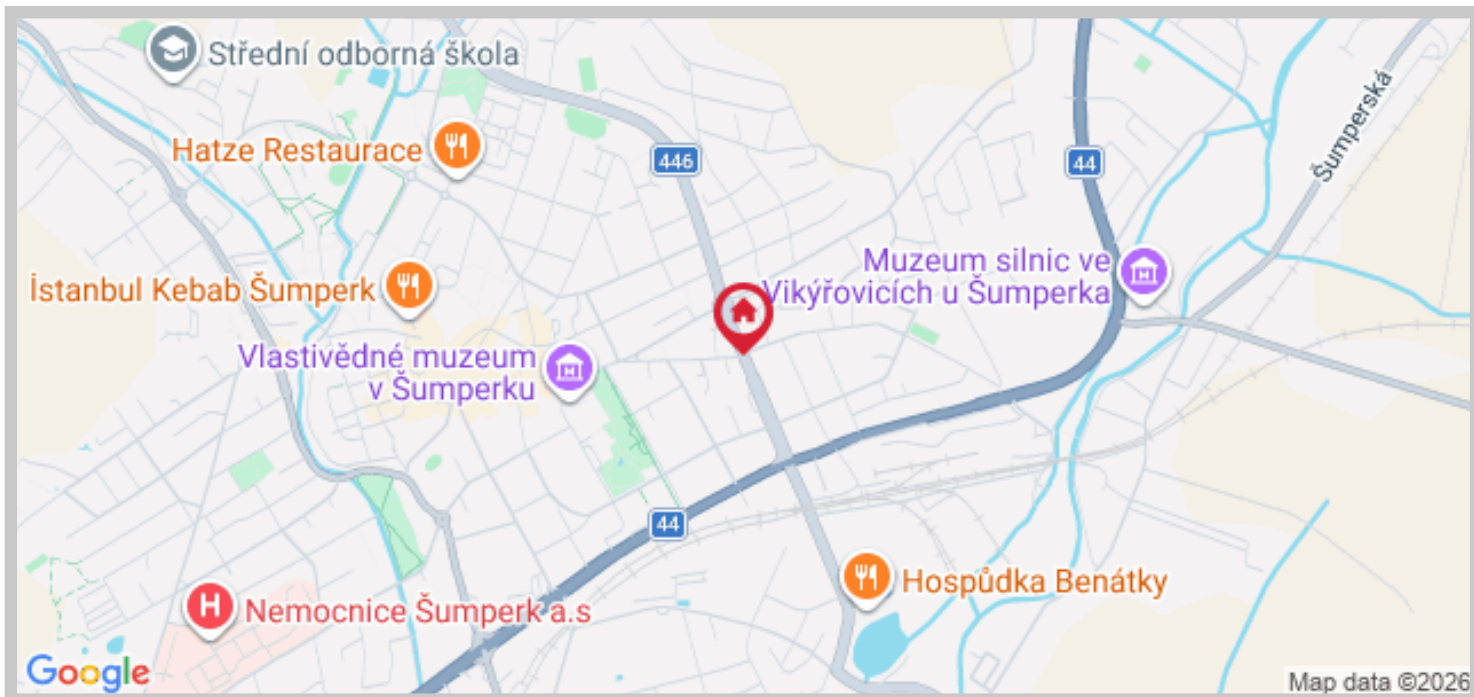 Střední odborná škola
Hatze Restaurace
446
44
Šumperská
Muzeum silnic ve
Vikýřovicích u Šumperka
İstanbul Kebab Šumperk
Vlastivědné muzeum
v Šumperku
44
Hospůdka Benátky
H
Nemocnice Šumperk a.s
Google
Map data ©2026